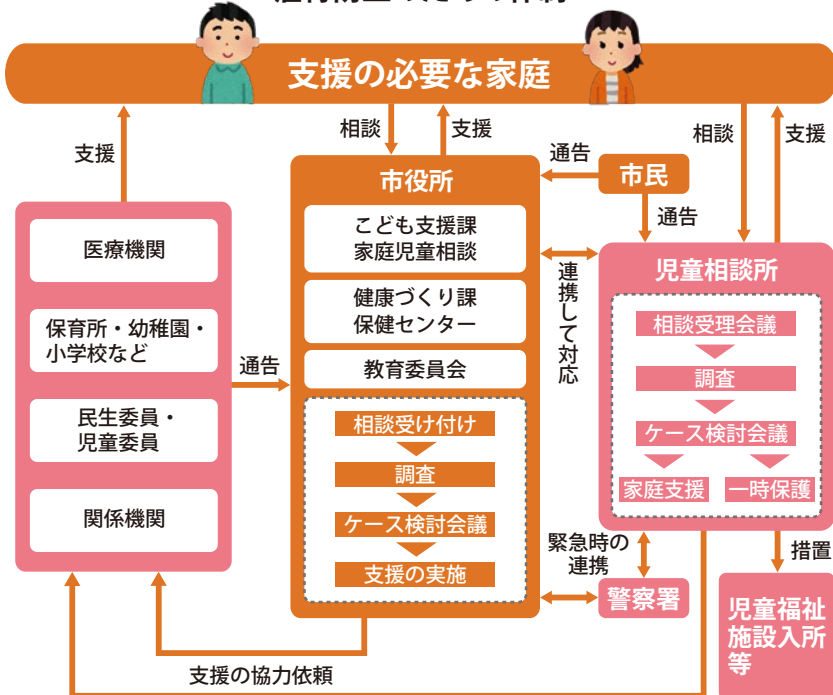 支援の必要な家庭
支援
相談
支援
相談
支援
医療機関
保育所・幼稚園・
小学校など
民生委員・
児童委員
関係機関
通告
市役所
こども支援課
家庭児童相談
健康づくり課
保健センター
教育委員会
相談受け付け
調査
ケース検討会議
支援の実施
通告
市民
通告
連携して対応
児童相談所
相談受理会議
調査
ケース検討会議
家庭支援
一時保護
緊急時の
連携
警察署
措置
児童福祉
施設入所
等
支援の協力依頼